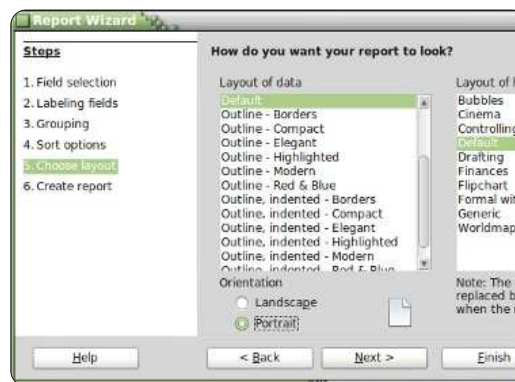 Report Wizard
Steps
1. Field selection
2. Labeling fields
3. Grouping
4. Sort options
5. Choose layout
6. Create report
How do you want your report to look?
Layout of data
Default
Outline - Borders
Outline - Compact
Outline - Elegant
Outline - Highlighted
Outline - Modern
Outline - Red & Blue
Outline, indented - Borders
Outline, indented - Compact
Outline, indented - Elegant
Outline, indented - Highlighted
Outline, indented - Modern
Outline, indented - Red & Blue
Layout of
Bubbles
Cinema
Controlling
Default
Drafting
Finances
Flipchart
Formal wit
Generic
Worldmap
Orientation
Landscape
Portrait
Note: The
replaced b
when the
Help
< Back
Next >
Finish